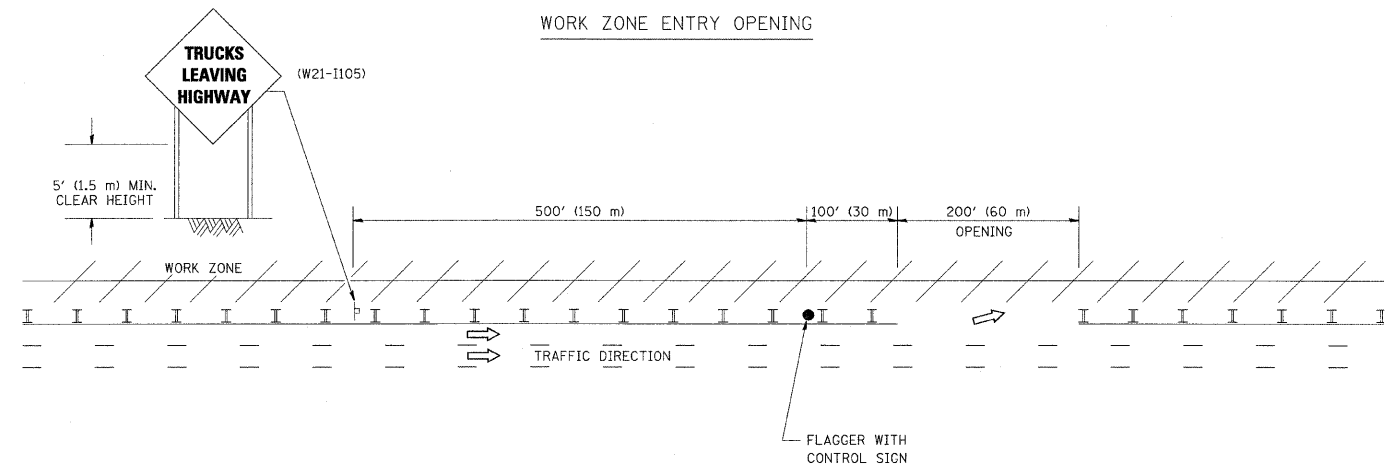 WORK ZONE ENTRY OPENING
TRUCKS
LEAVING
HIGHWAY
(W21-I105)
5' (1.5 m) MIN.
CLEAR HEIGHT
500' (150 m)
100' (30 m)
200' (60 m)
OPENING
WORK ZONE
TRAFFIC DIRECTION
FLAGGER WITH
CONTROL SIGN